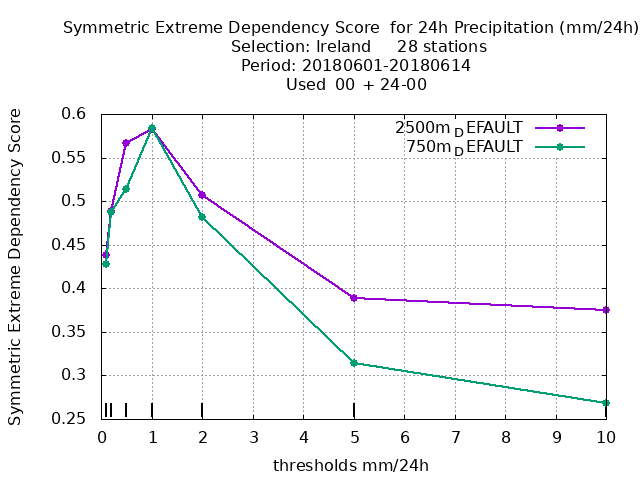 Symmetric Extreme Dependency Score  for 24h Precipitation (mm/24h)
Selection: Ireland     28 stations
Period: 20180601-20180614
Used  00  + 24-00
2500m_DEFAULT
750m_DEFAULT
Symmetric Extreme Dependency Score
0.6
0.55
0.5
0.45
0.4
0.35
0.3
0.25
0 1 2 3 4 5 6 7 8 9 10
thresholds mm/24h